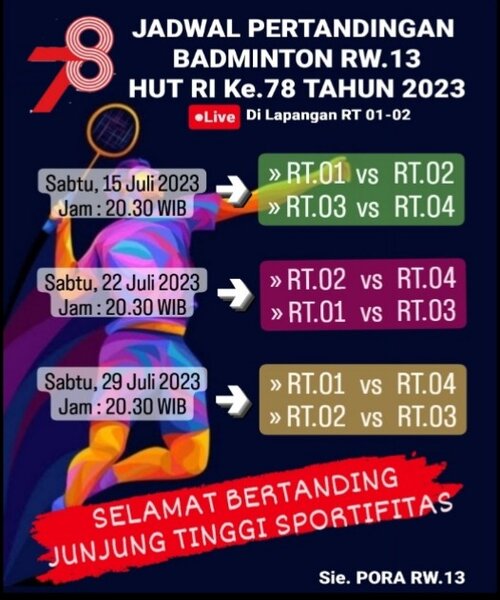 78
JADWAL PERTANDINGAN
BADMINTON RW.13
HUT RI Ke.78 TAHUN 2023
•Live Di Lapangan RT 01-02
Sabtu, 15 Juli 2023
Jam : 20.30 WIB
» RT.01 vs RT.02
» RT.03 vs RT.04
Sabtu, 22 Juli 2023
Jam : 20.30 WIB
» RT.02 vs RT.04
» RT.01 vs RT.03
Sabtu, 29 Juli 2023
Jam : 20.30 WIB
» RT.01 vs RT.04
» RT.02 vs RT.03
SELAMAT BERTANDING
JUNJUNG TINGGI SPORTIFITAS
Sie. PORA RW.13